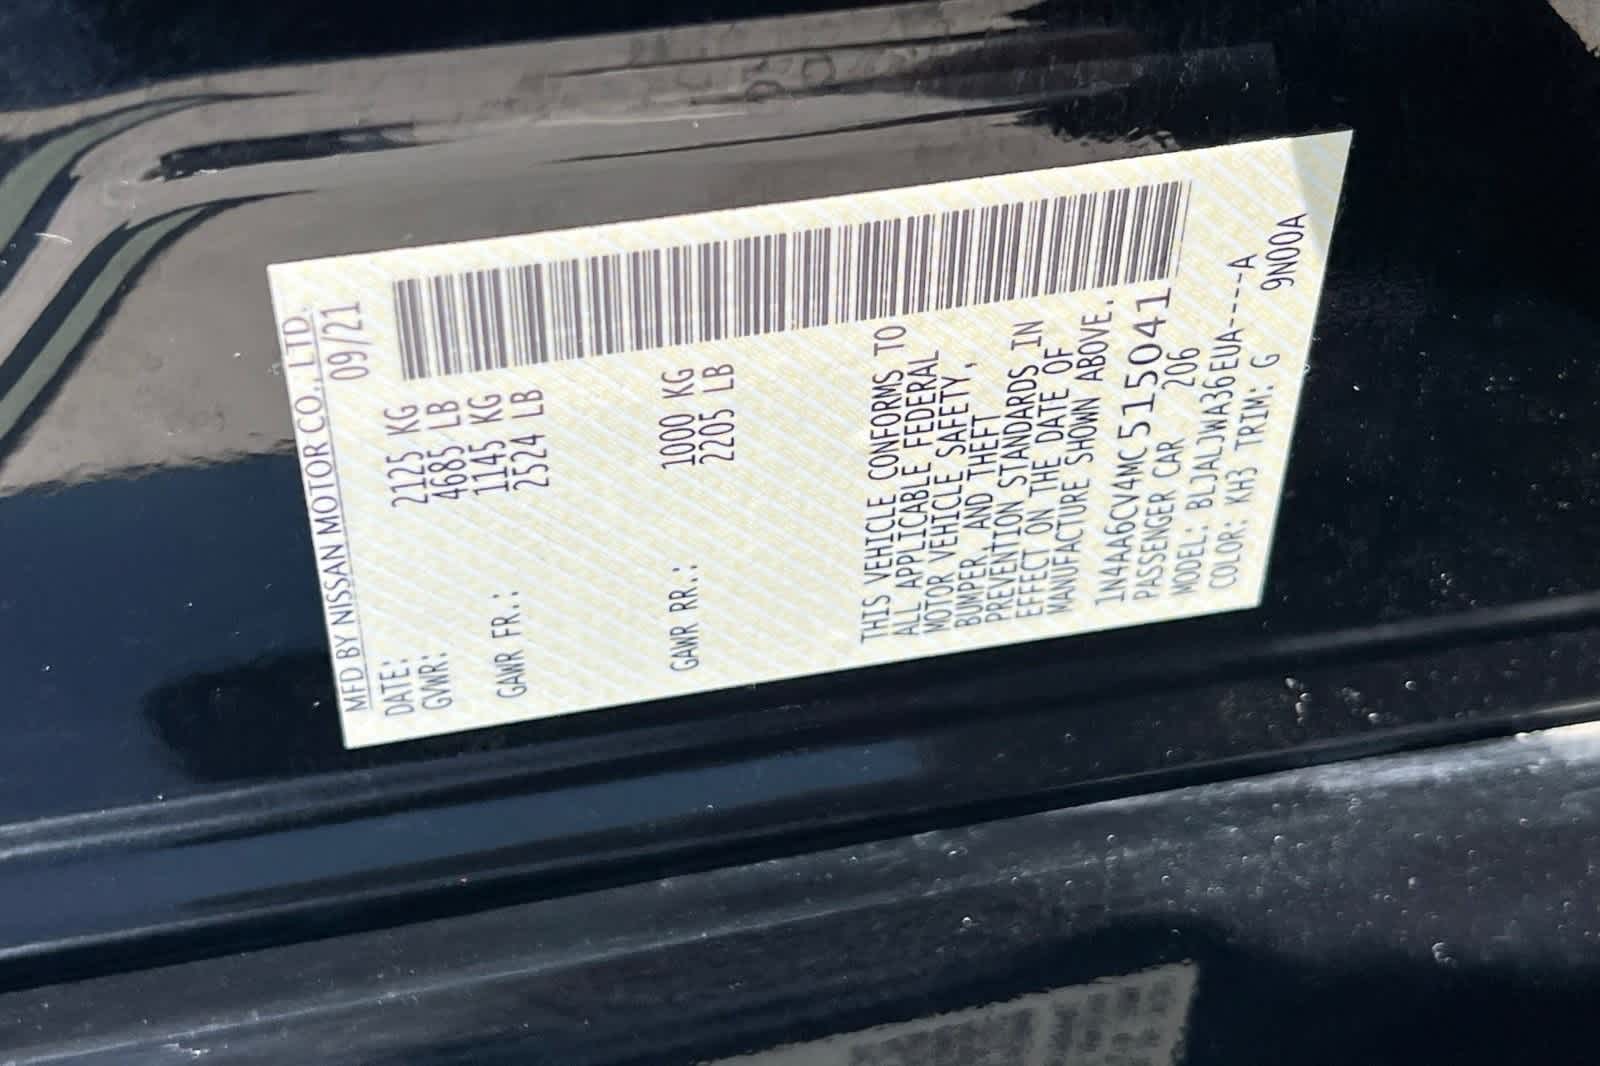 MFD BY NISSAN MOTOR CO., LTD.
DATE: 09/21
GVWR: 2125 KG
4685 LB
GAWR FR.: 1145 KG
2524 LB
GAWR RR.: 1000 KG
2205 LB
THIS VEHICLE CONFORMS TO
ALL APPLICABLE FEDERAL
MOTOR VEHICLE SAFETY,
BUMPER, AND THEFT
PREVENTION STANDARDS IN
EFFECT ON THE DATE OF
MANUFACTURE SHOWN ABOVE.
1N4AA6CV4MC515041
PASSENGER CAR 206
MODEL: BLJALJWA36EUA-----A
COLOR: KH3 TRIM: G 9N00A